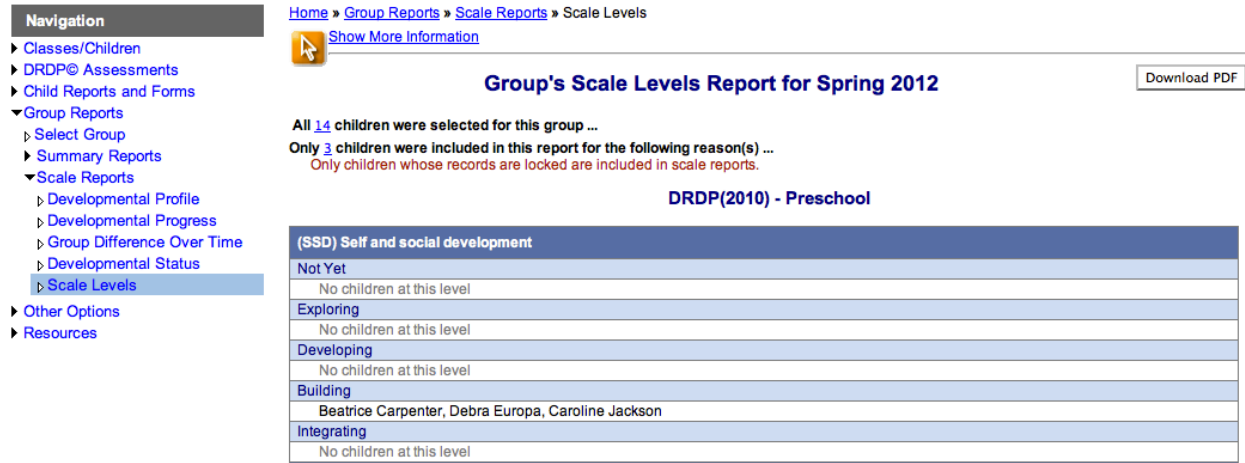 Navigation
Classes/Children
DRDP© Assessments
Child Reports and Forms
Group Reports
Select Group
Summary Reports
Scale Reports
Developmental Profile
Developmental Progress
Group Difference Over Time
Developmental Status
Scale Levels
Other Options
Resources
Home » Group Reports » Scale Reports » Scale Levels
Show More Information
Group's Scale Levels Report for Spring 2012
Download PDF
All 14 children were selected for this group ...
Only 3 children were included in this report for the following reason(s) ...
Only children whose records are locked are included in scale reports.
DRDP(2010) - Preschool
(SSD) Self and social development
Not Yet
No children at this level
Exploring
No children at this level
Developing
No children at this level
Building
Beatrice Carpenter, Debra Europa, Caroline Jackson
Integrating
No children at this level